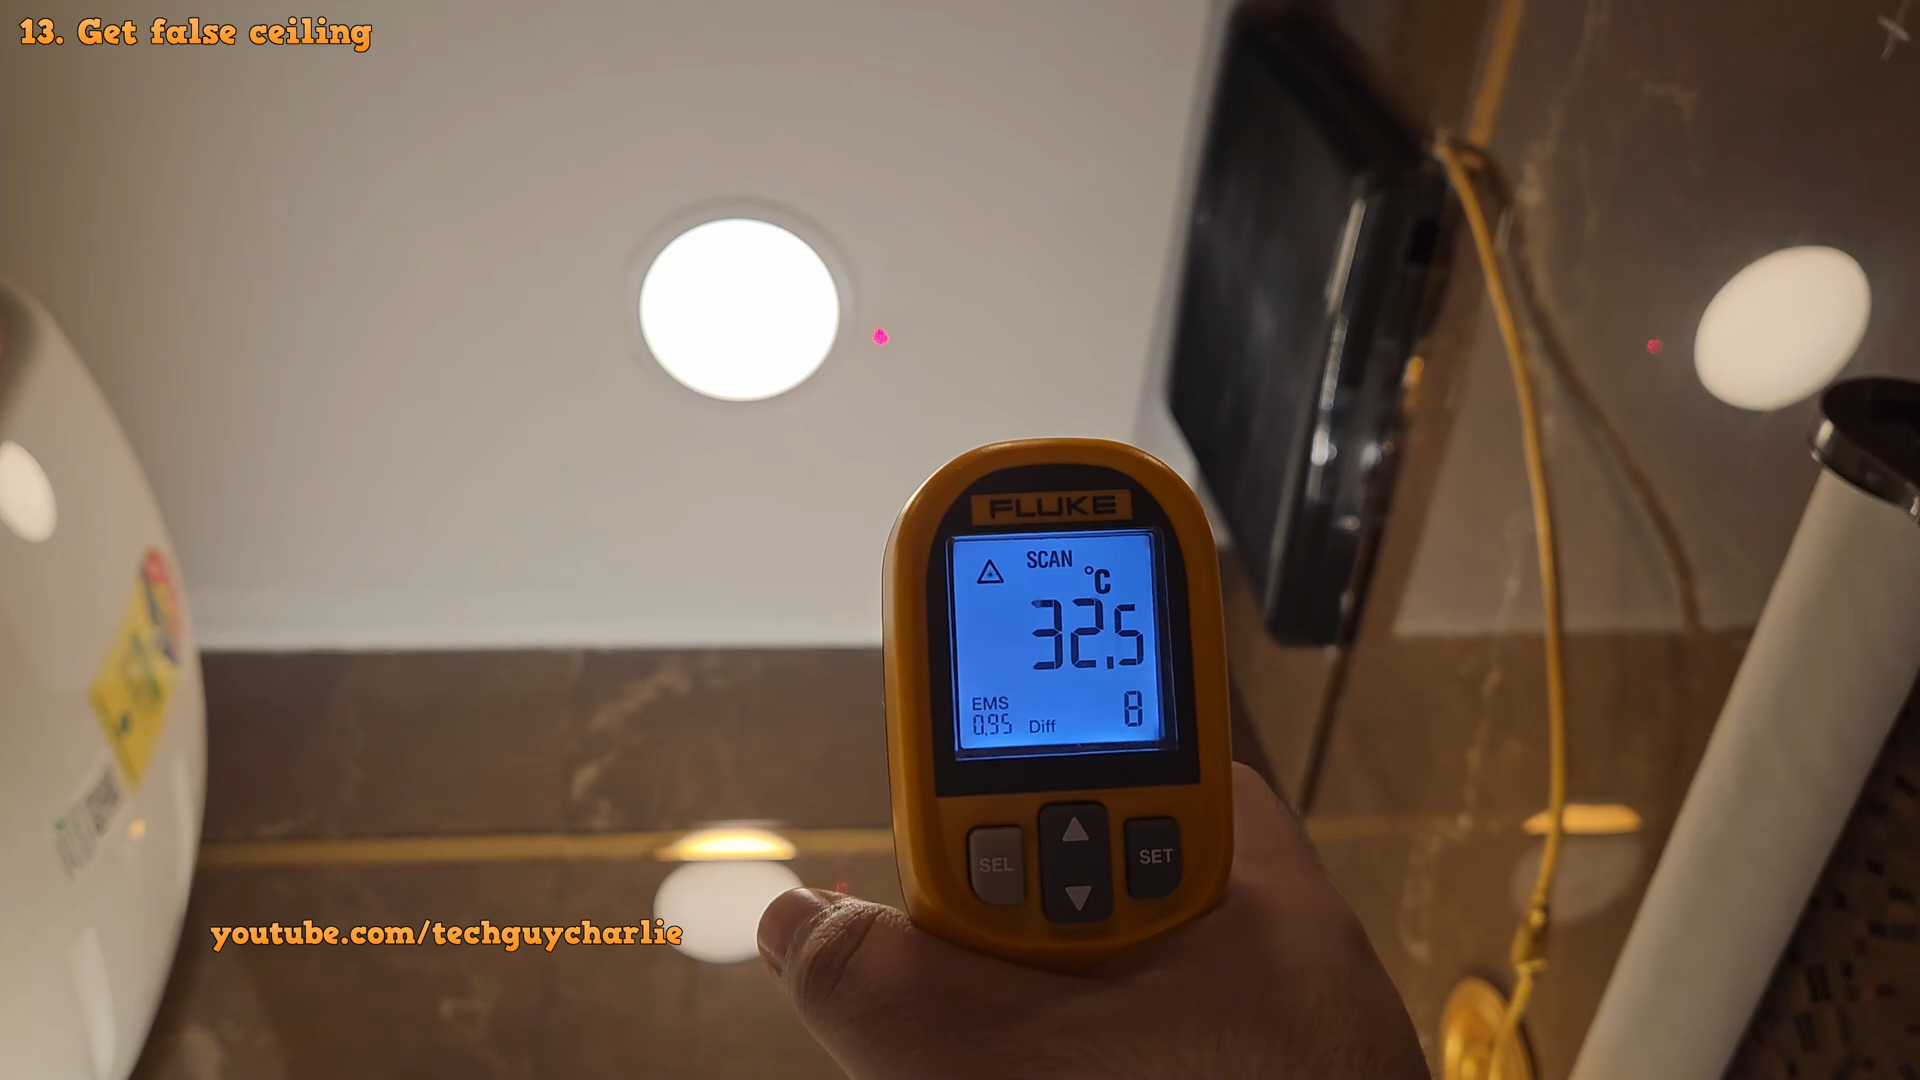 13. Get false ceiling
FLUKE
SCAN
°C
32.5
EMS
0.95 Diff 8
SEL
SET
youtube.com/techguycharlie